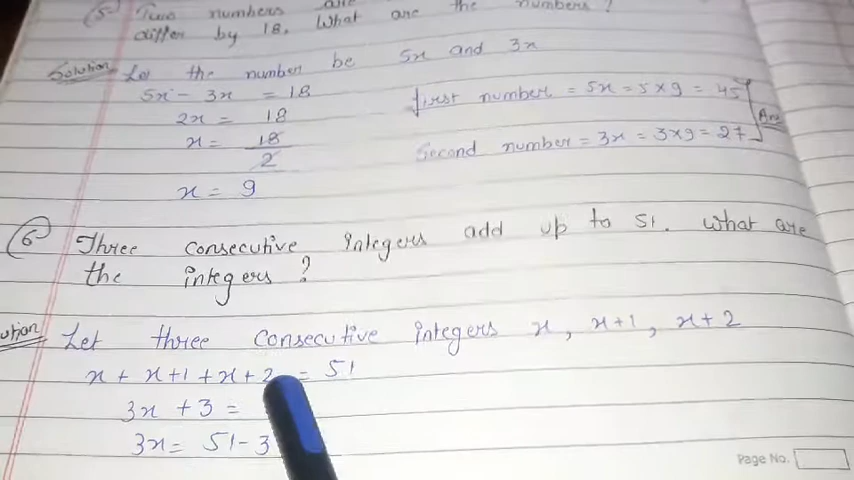 (5) Two numbers are the numbers?
differ by 18. What are
Solution Let the number be 5x and 3x
5x - 3x = 18
2x = 18
x = 18/2
x = 9
first number = 5x = 5×9 = 45
Second number = 3x = 3×9 = 27
Ans
(6) Three consecutive integers add up to 51. What are
the integers?
ution Let three consecutive integers x, x+1, x+2
x + x+1 + x+2 = 51
3x + 3 =
3x = 51-3
Page No.